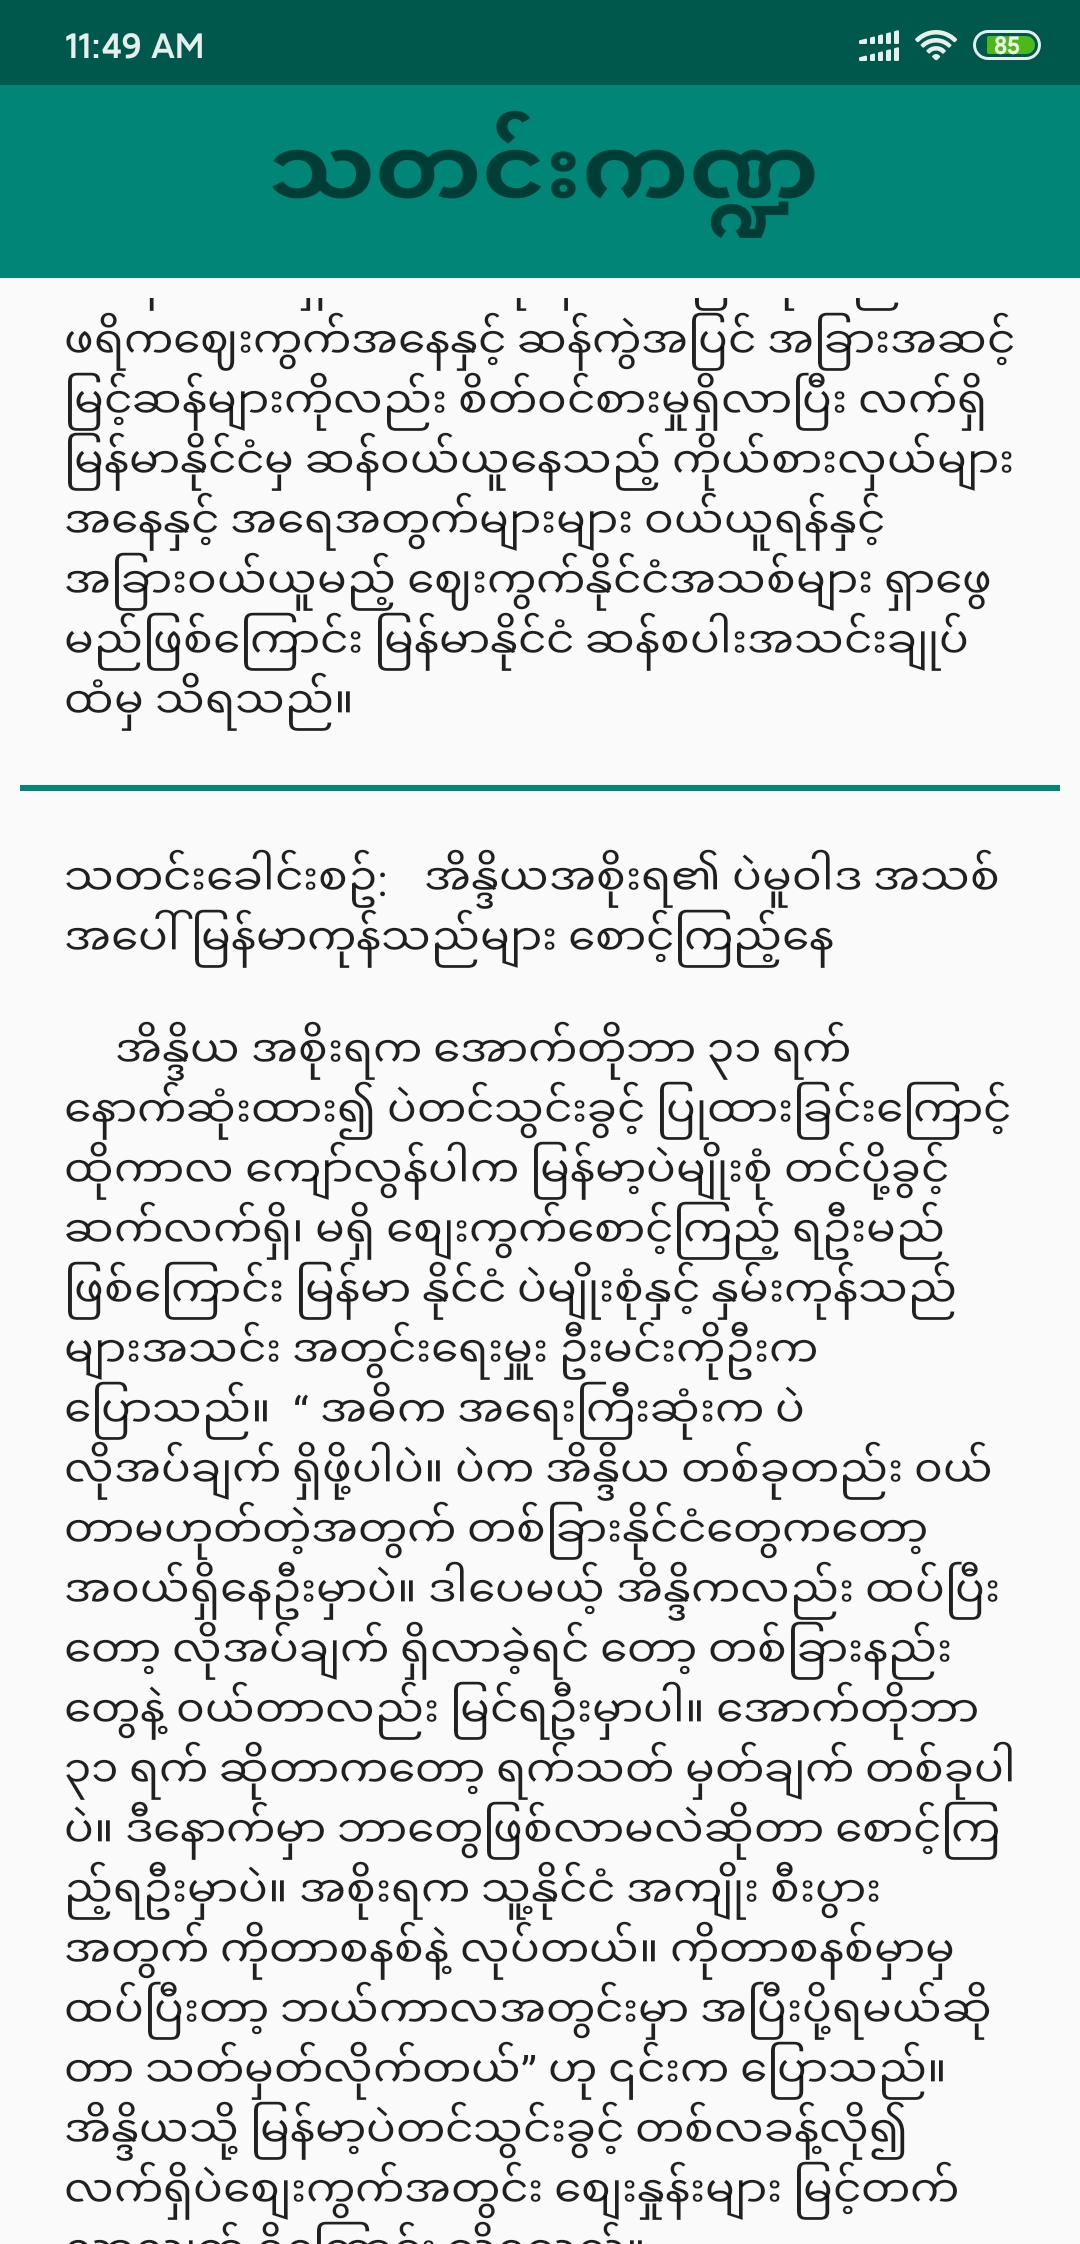 11:49 AM
85
သတင်းကဏ္ဍ
ဖရိကဈေးကွက်အနေနှင့် ဆန်ကွဲအပြင် အခြားအဆင့်
မြင့်ဆန်များကိုလည်း စိတ်ဝင်စားမှုရှိလာပြီး လက်ရှိ
မြန်မာနိုင်ငံမှ ဆန်ဝယ်ယူနေသည့် ကိုယ်စားလှယ်များ
အနေနှင့် အရေအတွက်များများ ဝယ်ယူရန်နှင့်
အခြားဝယ်ယူမည့် ဈေးကွက်နိုင်ငံအသစ်များ ရှာဖွေ
မည်ဖြစ်ကြောင်း မြန်မာနိုင်ငံ ဆန်စပါးအသင်းချုပ်
ထံမှ သိရသည်။
သတင်းခေါင်းစဥ်: အိန္ဒိယအစိုးရ၏ ပဲမူဝါဒ အသစ်
အပေါ် မြန်မာကုန်သည်များ စောင့်ကြည့်နေ
အိန္ဒိယ အစိုးရက အောက်တိုဘာ ၃၁ ရက်
နောက်ဆုံးထား၍ ပဲတင်သွင်းခွင့် ပြုထားခြင်းကြောင့်
ထိုကာလ ကျော်လွန်ပါက မြန်မာ့ပဲမျိုးစုံ တင်ပို့ခွင့်
ဆက်လက်ရှိ၊ မရှိ စျေးကွက်စောင့်ကြည့် ရဦးမည်
ဖြစ်ကြောင်း မြန်မာ နိုင်ငံ ပဲမျိုးစုံနှင့် နှမ်းကုန်သည်
များအသင်း အတွင်းရေးမှူး ဦးမင်းကိုဦးက
ပြောသည်။ “ အဓိက အရေးကြီးဆုံးက ပဲ
လိုအပ်ချက် ရှိဖို့ပါပဲ။ ပဲက အိန္ဒိယ တစ်ခုတည်း ဝယ်
တာမဟုတ်တဲ့အတွက် တစ်ခြားနိုင်ငံတွေကတော့
အဝယ်ရှိနေဦးမှာပဲ။ ဒါပေမယ့် အိန္ဒိကလည်း ထပ်ပြီး
တော့ လိုအပ်ချက် ရှိလာခဲ့ရင် တော့ တစ်ခြားနည်း
တွေနဲ့ ဝယ်တာလည်း မြင်ရဦးမှာပါ။ အောက်တိုဘာ
၃၁ ရက် ဆိုတာကတော့ ရက်သတ် မှတ်ချက် တစ်ခုပါ
ပဲ။ ဒီနောက်မှာ ဘာတွေဖြစ်လာမလဲဆိုတာ စောင့်ကြ
ည့်ရဦးမှာပဲ။ အစိုးရက သူ့နိုင်ငံ အကျိုး စီးပွား
အတွက် ကိုတာစနစ်နဲ့ လုပ်တယ်။ ကိုတာစနစ်မှာမှ
ထပ်ပြီးတာ့ ဘယ်ကာလအတွင်းမှာ အပြီးပို့ရမယ်ဆို
တာ သတ်မှတ်လိုက်တယ်” ဟု ၎င်းက ပြောသည်။
အိန္ဒိယသို့ မြန်မာ့ပဲတင်သွင်းခွင့် တစ်လခန့်လို၍
လက်ရှိပဲစျေးကွက်အတွင်း စျေးနှုန်းများ မြင့်တက်